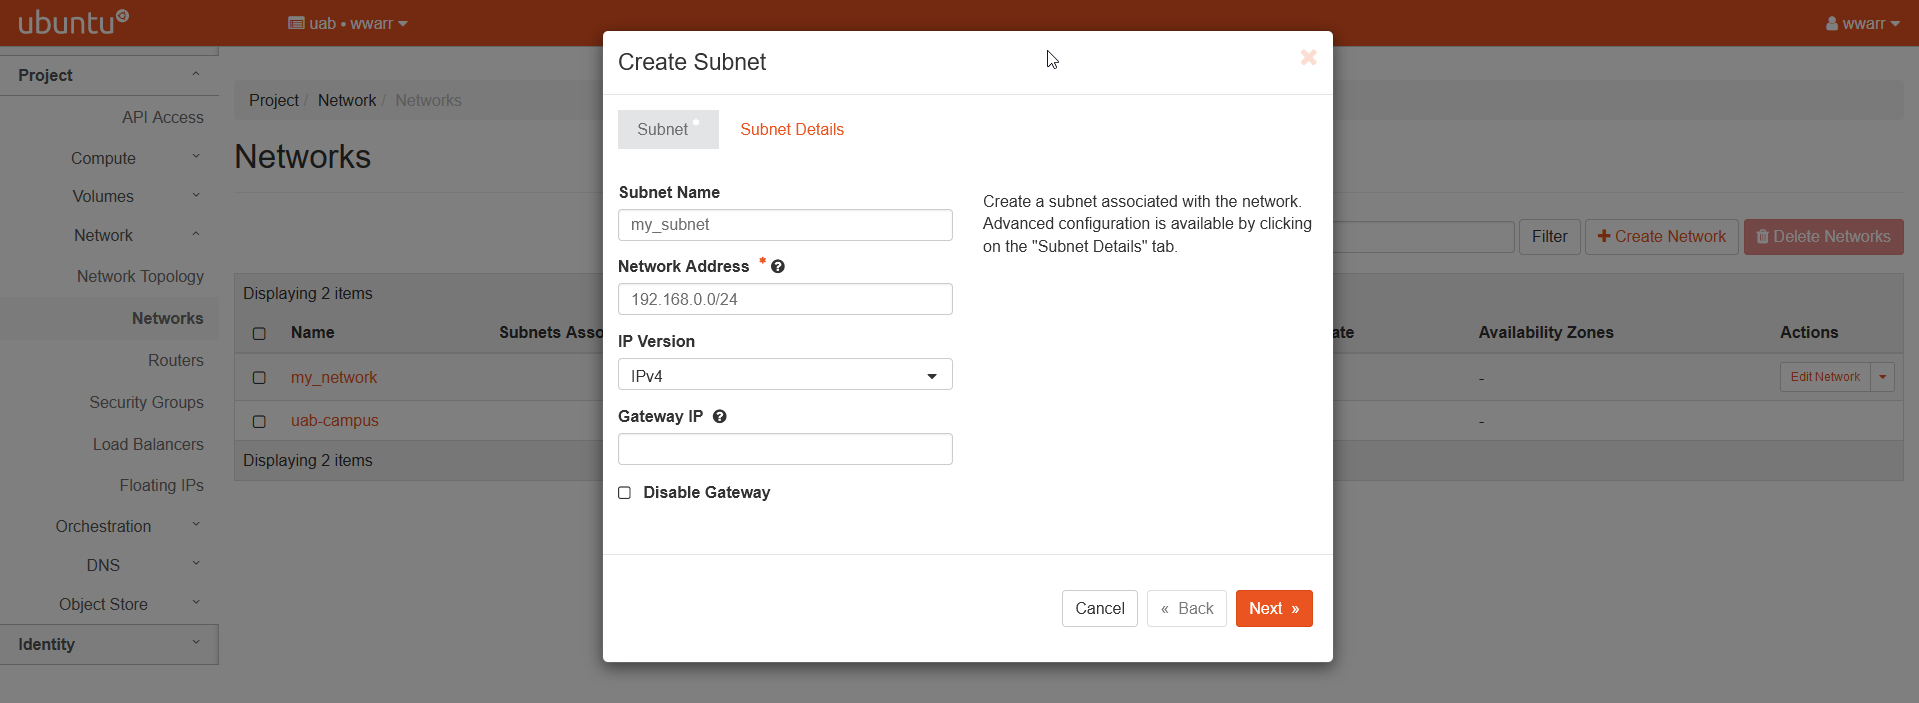 ubuntu
uab • wwarr
wwarr
Project
API Access
Compute
Volumes
Network
Network Topology
Networks
Routers
Security Groups
Load Balancers
Floating IPs
Orchestration
DNS
Object Store
Identity
Project / Network / Networks
Networks
Filter
+ Create Network
Delete Networks
Displaying 2 items
Name
Subnets Asso
ate
Availability Zones
Actions
my_network
-
Edit Network
uab-campus
-
Displaying 2 items
Create Subnet
Subnet *
Subnet Details
Subnet Name
my_subnet
Network Address *
192.168.0.0/24
IP Version
IPv4
Gateway IP
Disable Gateway
Create a subnet associated with the network.
Advanced configuration is available by clicking
on the "Subnet Details" tab.
Cancel
« Back
Next »